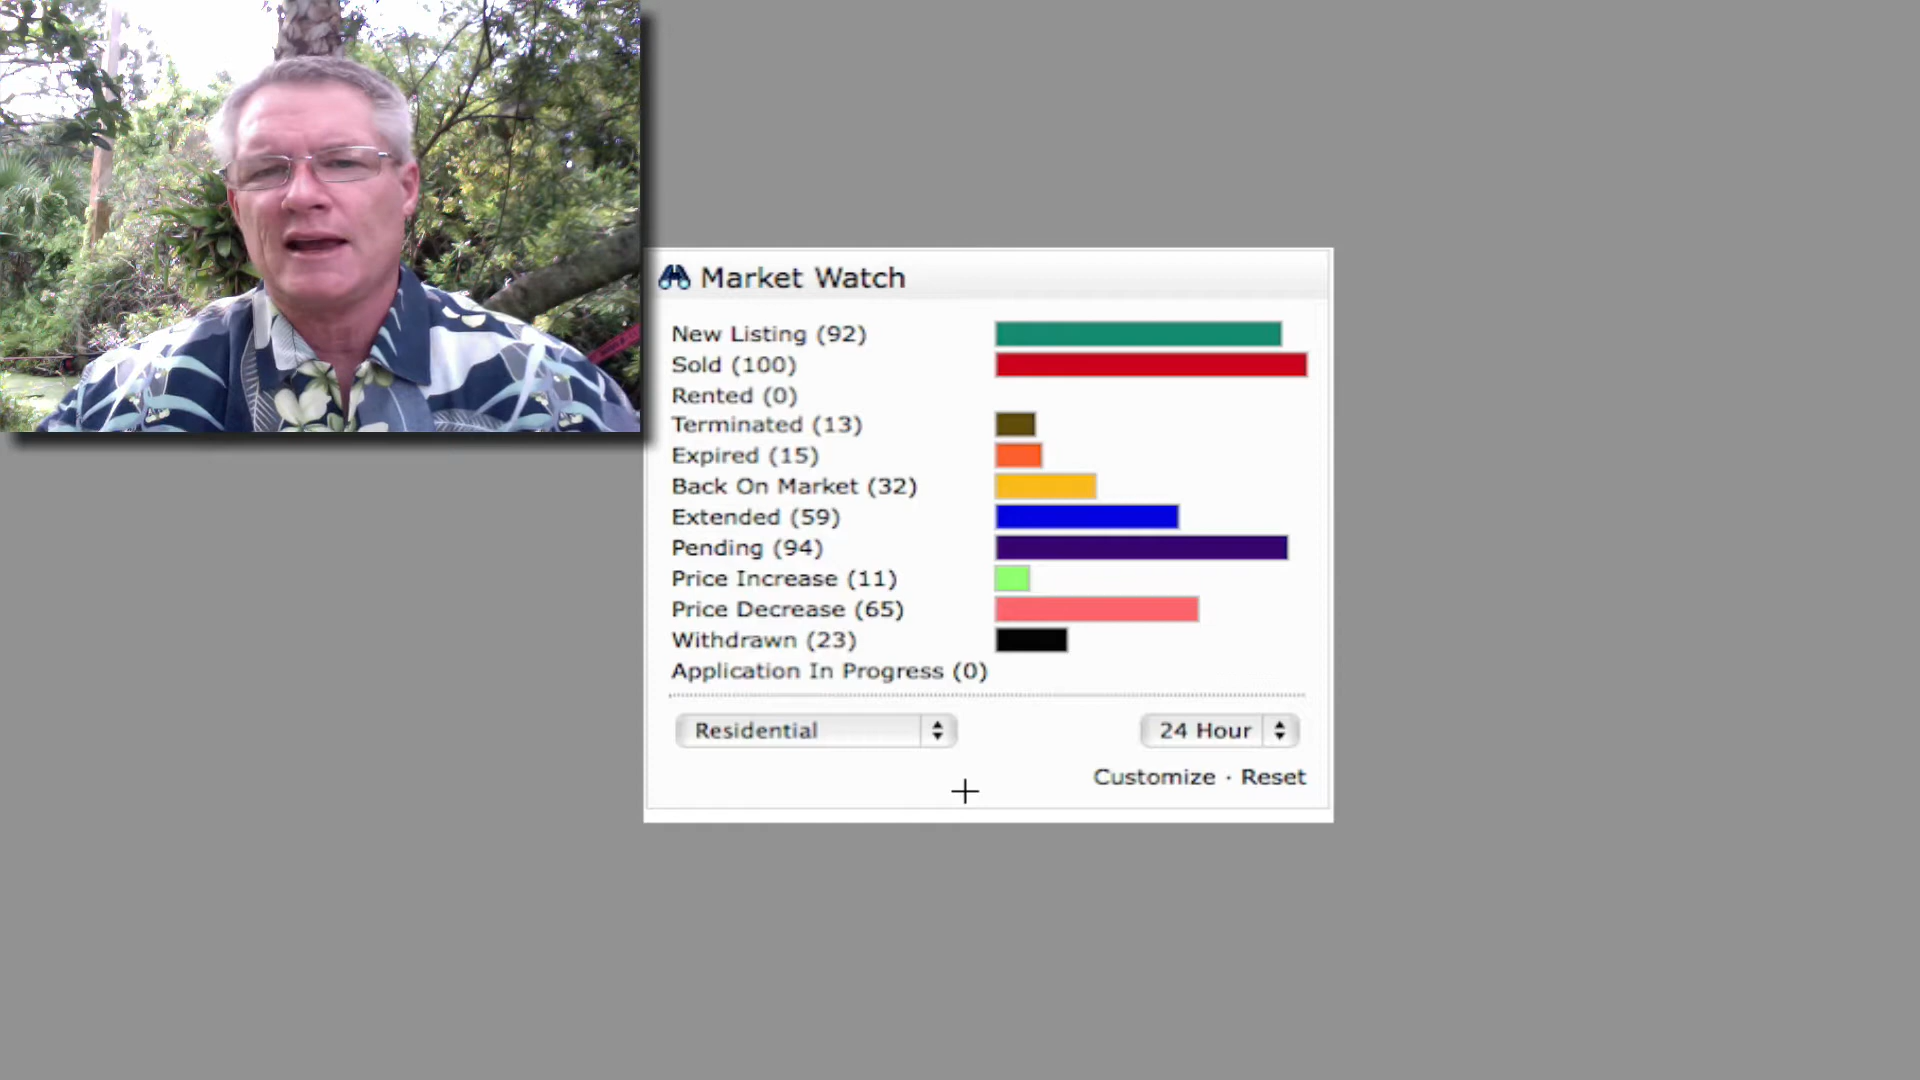 Market Watch
New Listing (92)
Sold (100)
Rented (0)
Terminated (13)
Expired (15)
Back On Market (32)
Extended (59)
Pending (94)
Price Increase (11)
Price Decrease (65)
Withdrawn (23)
Application In Progress (0)
Residential 24 Hour
Customize · Reset